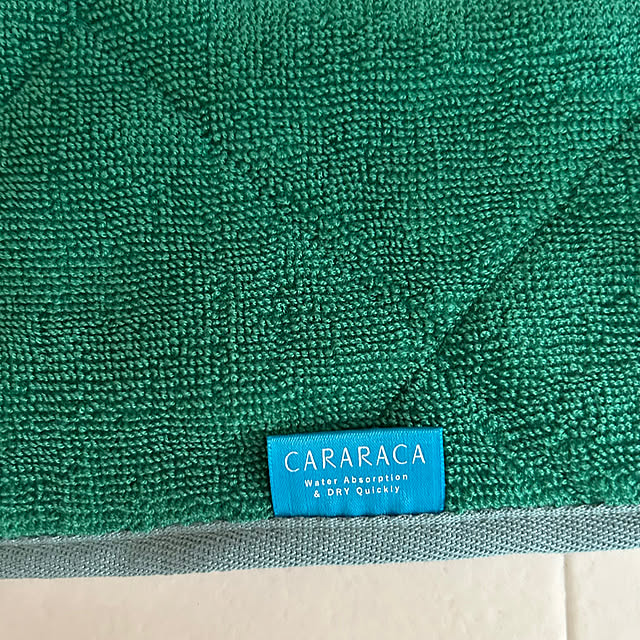 CARARACA
Water Absorption
& DRY Quickly